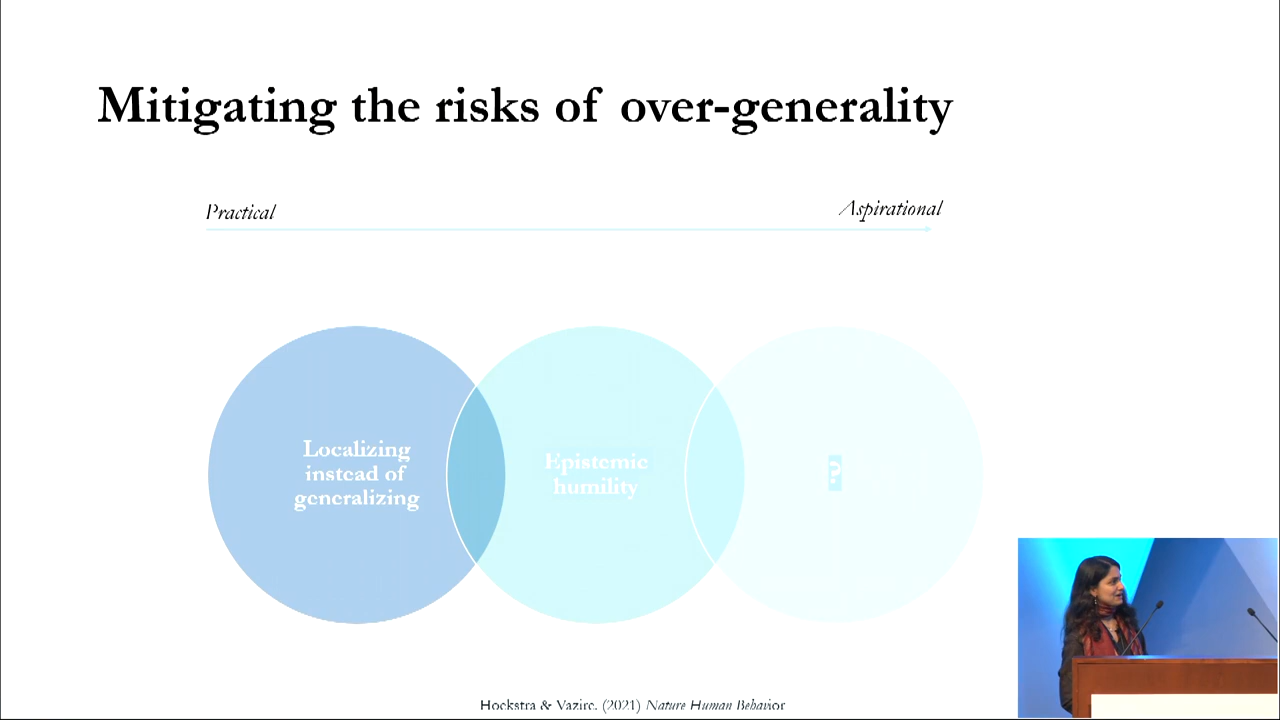 Mitigating the risks of over-generality
Practical
Aspirational
Localizing
instead of
generalizing
Epistemic
humility
?
Hoekstra & Vazire. (2021) Nature Human Behavior